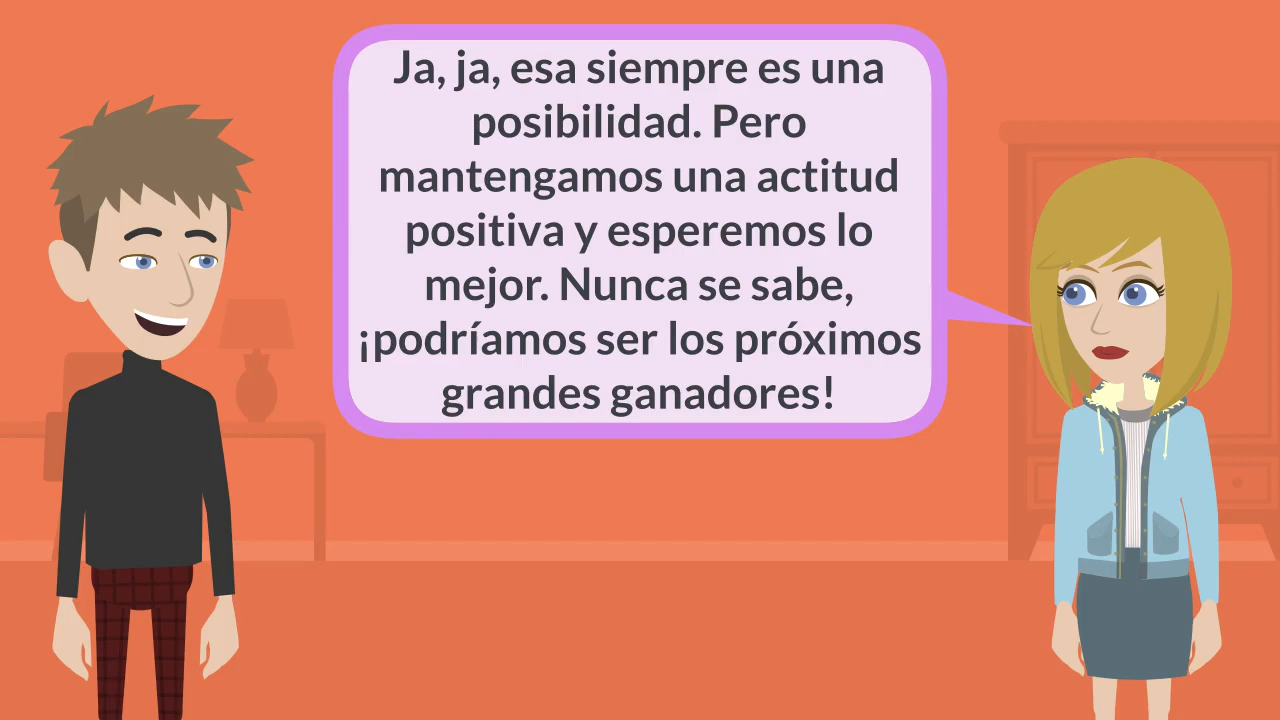 Ja, ja, esa siempre es una
posibilidad. Pero
mantengamos una actitud
positiva y esperemos lo
mejor. Nunca se sabe,
¡podríamos ser los próximos
grandes ganadores!